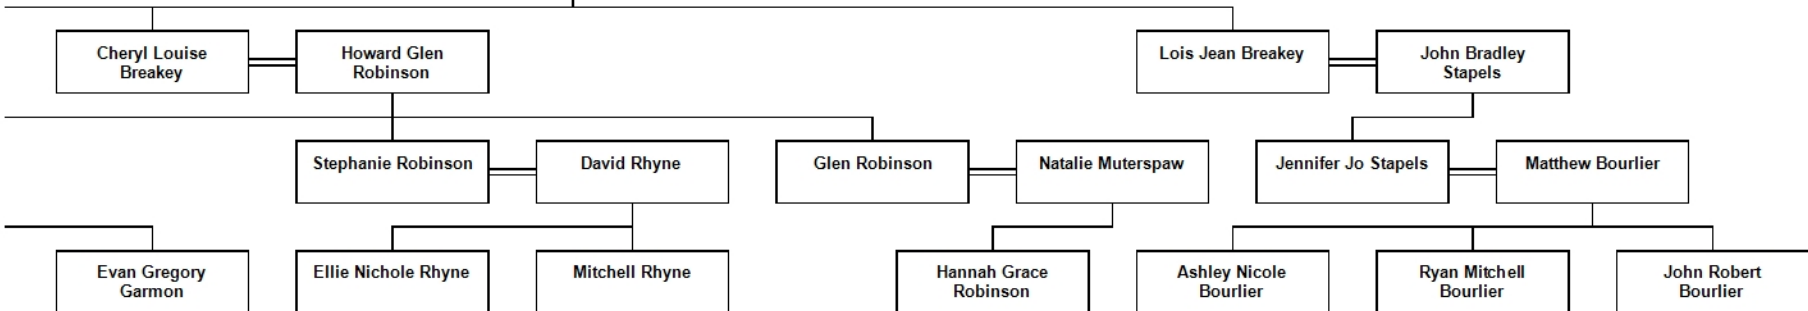 Cheryl Louise
Breakey
Howard Glen
Robinson
Lois Jean Breakey
John Bradley
Stapels
Stephanie Robinson
David Rhyne
Glen Robinson
Natalie Muterspaw
Jennifer Jo Stapels
Matthew Bourlier
Evan Gregory
Garmon
Ellie Nichole Rhyne
Mitchell Rhyne
Hannah Grace
Robinson
Ashley Nicole
Bourlier
Ryan Mitchell
Bourlier
John Robert
Bourlier